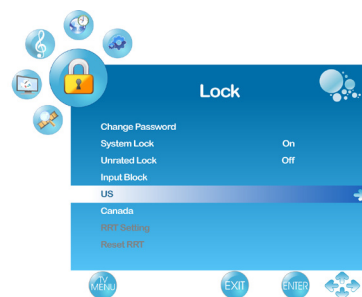 Lock
Change Password
System Lock On
Unrated Lock Off
Input Block
US
Canada
RRT Setting
Reset RRT
TV MENU EXIT ENTER